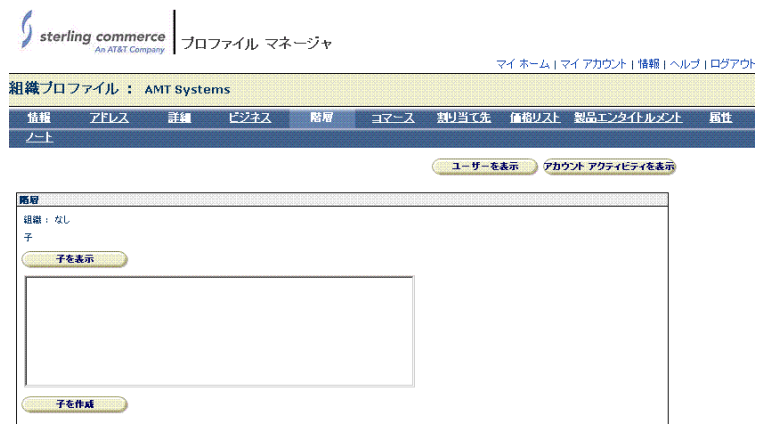 sterling commerce
An AT&T Company
プロファイル マネージャ
マイ ホーム | マイ アカウント | 情報 | ヘルプ | ログアウト
組織プロファイル : AMT Systems
情報 アドレス 詳細 ビジネス 階層 コマース 割り当て先 価格リスト 製品エンタイトルメント 属性
ノート
ユーザーを表示 アカウント アクティビティを表示
階層
組織 : なし
子
子を表示
子を作成